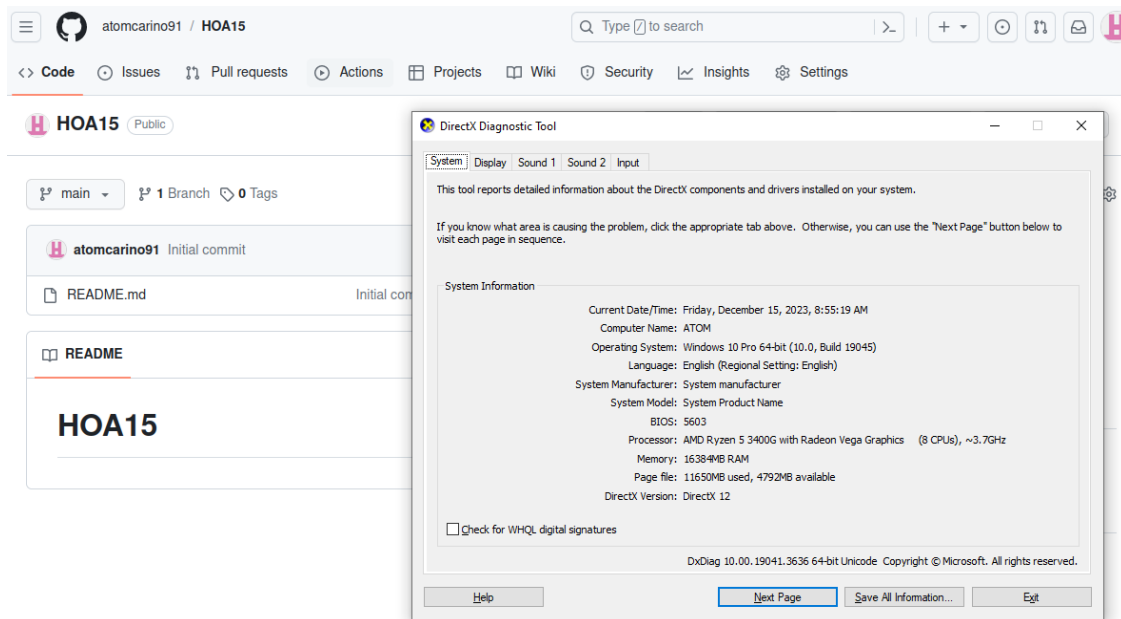 atomcarino91 / HOA15
Type / to search
Code Issues Pull requests Actions Projects Wiki Security Insights Settings
HOA15 Public
main 1 Branch 0 Tags
atomcarino91 Initial commit
README.md Initial com
README
HOA15
DirectX Diagnostic Tool
System Display Sound 1 Sound 2 Input
This tool reports detailed information about the DirectX components and drivers installed on your system.
If you know what area is causing the problem, click the appropriate tab above. Otherwise, you can use the "Next Page" button below to
visit each page in sequence.
System Information
Current Date/Time: Friday, December 15, 2023, 8:55:19 AM
Computer Name: ATOM
Operating System: Windows 10 Pro 64-bit (10.0, Build 19045)
Language: English (Regional Setting: English)
System Manufacturer: System manufacturer
System Model: System Product Name
BIOS: 5603
Processor: AMD Ryzen 5 3400G with Radeon Vega Graphics (8 CPUs), ~3.7GHz
Memory: 16384MB RAM
Page file: 11650MB used, 4792MB available
DirectX Version: DirectX 12
Check for WHQL digital signatures
DxDiag 10.00.19041.3636 64-bit Unicode Copyright © Microsoft. All rights reserved.
Help Next Page Save All Information... Exit